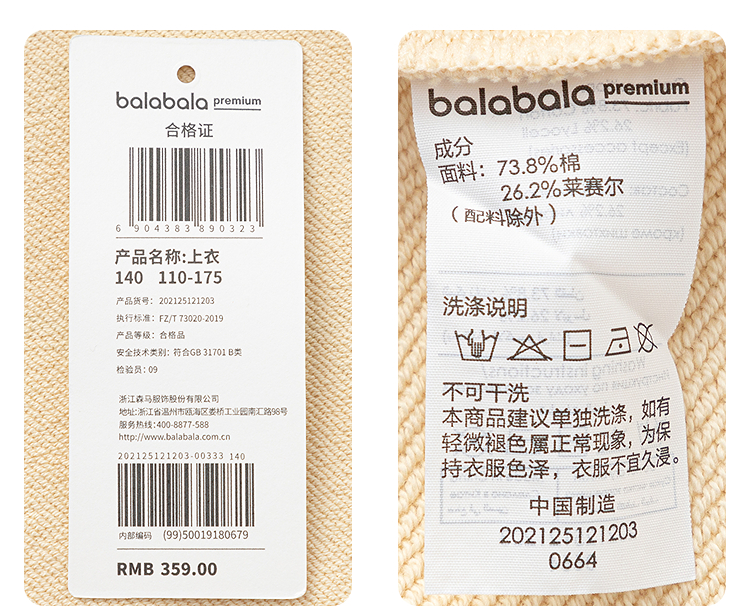 balabala premium
合格证
6 904383 890323
产品名称:上衣
140 110-175
产品货号: 202125121203
执行标准: FZ/T 73020-2019
产品等级: 合格品
安全技术类别: 符合GB 31701 B类
检验员: 09
浙江森马服饰股份有限公司
地址:浙江省温州市瓯海区娄桥工业园南汇路98号
服务热线:400-8877-588
http://www.balabala.com.cn
202125121203-00333 140
内部编码 (99)50019180679
RMB 359.00
balabala premium
成分
面料: 73.8%棉
26.2%莱赛尔
(配料除外)
洗涤说明
不可干洗
本商品建议单独洗涤, 如有
轻微褪色属正常现象, 为保
持衣服色泽, 衣服不宜久浸。
中国制造
202125121203
0664